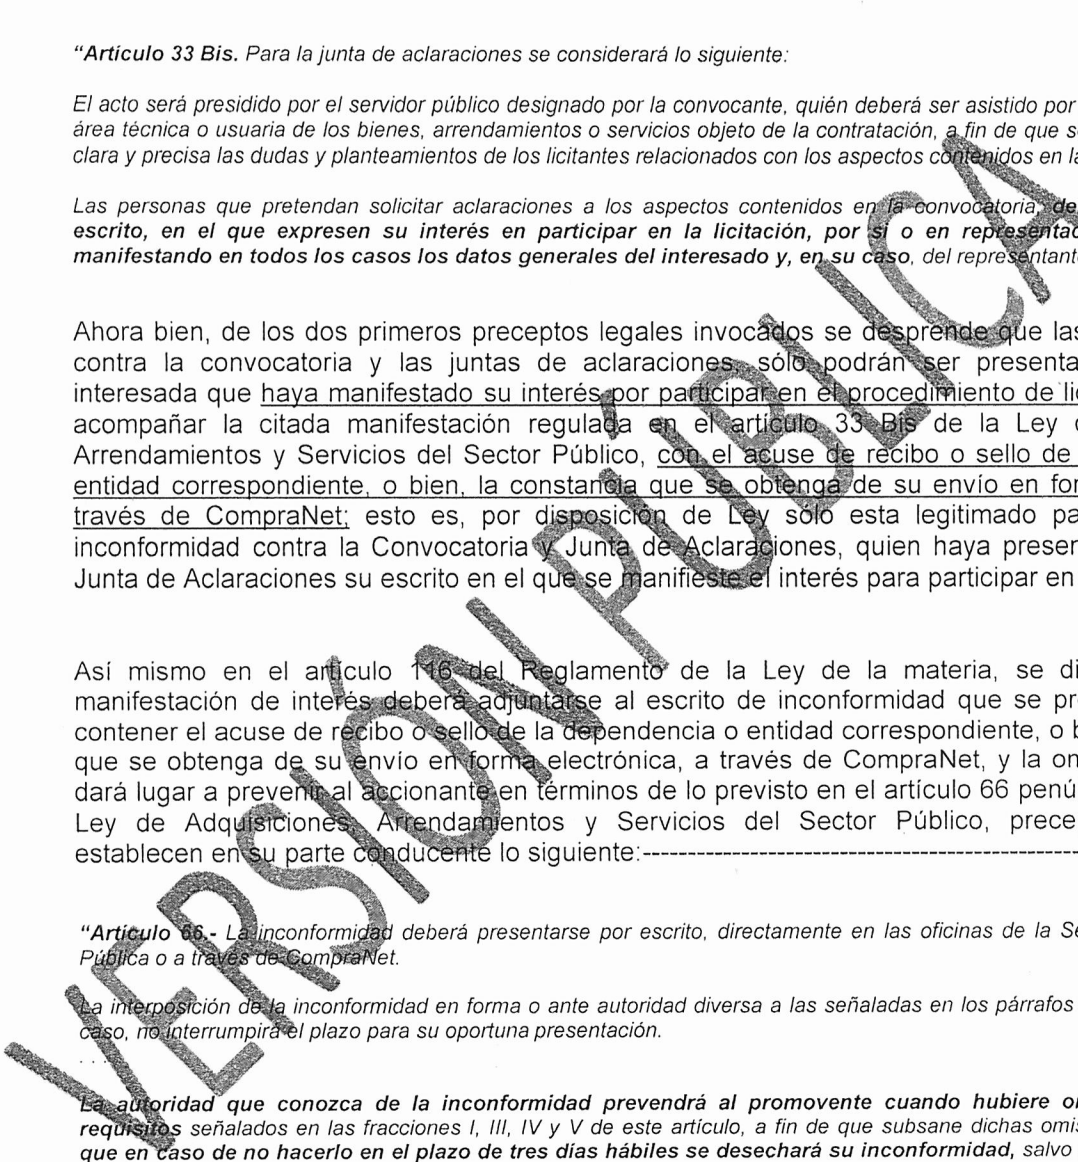 “Artículo 33 Bis. Para la junta de aclaraciones se considerará lo siguiente:
El acto será presidido por el servidor público designado por la convocante, quién deberá ser asistido por
área técnica o usuaria de los bienes, arrendamientos o servicios objeto de la contratación, a fin de que
clara y precisa las dudas y planteamientos de los licitantes relacionados con los aspectos contenidos en
Las personas que pretendan solicitar aclaraciones a los aspectos contenidos en la convocatoria,
escrito, en el que expresen su interés en participar en la licitación, por si o en
manifestando en todos los casos los datos generales del interesado y, en su caso, del
Ahora bien, de los dos primeros preceptos legales invocados se desprende que
contra la convocatoria y las juntas de aclaraciones, sólo podrán ser
interesada que haya manifestado su interés por participar en el procedimiento de
acompañar la citada manifestación regulada en el artículo 33 Bis de la Ley
Arrendamientos y Servicios del Sector Público, con el acuse de recibo o sello de
entidad correspondiente, o bien, la constancia que se obtenga de su envío en
través de CompraNet; esto es, por disposición de Ley sólo esta legitimado
inconformidad contra la Convocatoria y Junta de Aclaraciones, quien haya
Junta de Aclaraciones su escrito en el que se manifieste el interés para participar en
Así mismo en el artículo 116 del Reglamento de la Ley de la materia, se
manifestación de interés deberá adjuntarse al escrito de inconformidad que se
contener el acuse de recibo o sello de la dependencia o entidad correspondiente, o
que se obtenga de su envío en forma electrónica, a través de CompraNet, y la
dará lugar a prevenir al accionante en términos de lo previsto en el artículo 66
Ley de Adquisiciones, Arrendamientos y Servicios del Sector Público,
establecen en su parte conducente lo siguiente:--------------------------------------------------
“Artículo 66.- La inconformidad deberá presentarse por escrito, directamente en las oficinas de la
Pública o a través de CompraNet.
La interposición de la inconformidad en forma o ante autoridad diversa a las señaladas en los párrafos
caso, no interrumpirá el plazo para su oportuna presentación.
. . .
La autoridad que conozca de la inconformidad prevendrá al promovente cuando hubiere
requisitos señalados en las fracciones I, III, IV y V de este artículo, a fin de que subsane dichas
que en caso de no hacerlo en el plazo de tres días hábiles se desechará su inconformidad, salvo
VERSIÓN PÚBLICA